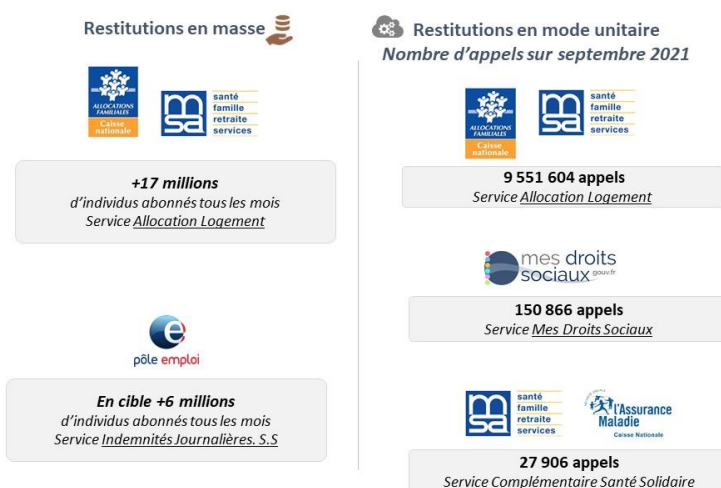 Restitutions en masse
ALLOCATIONS
FAMILIALES
Caisse
nationale
msa
santé
famille
retraite
services
+17 millions
d'individus abonnés tous les mois
Service Allocation Logement
pôle emploi
En cible +6 millions
d'individus abonnés tous les mois
Service Indemnités Journalières. S.S
Restitutions en mode unitaire
Nombre d'appels sur septembre 2021
ALLOCATIONS
FAMILIALES
Caisse
nationale
msa
santé
famille
retraite
services
9 551 604 appels
Service Allocation Logement
mes droits
sociaux gouv.fr
150 866 appels
Service Mes Droits Sociaux
msa
santé
famille
retraite
services
l'Assurance
Maladie
Caisse Nationale
27 906 appels
Service Complémentaire Santé Solidaire